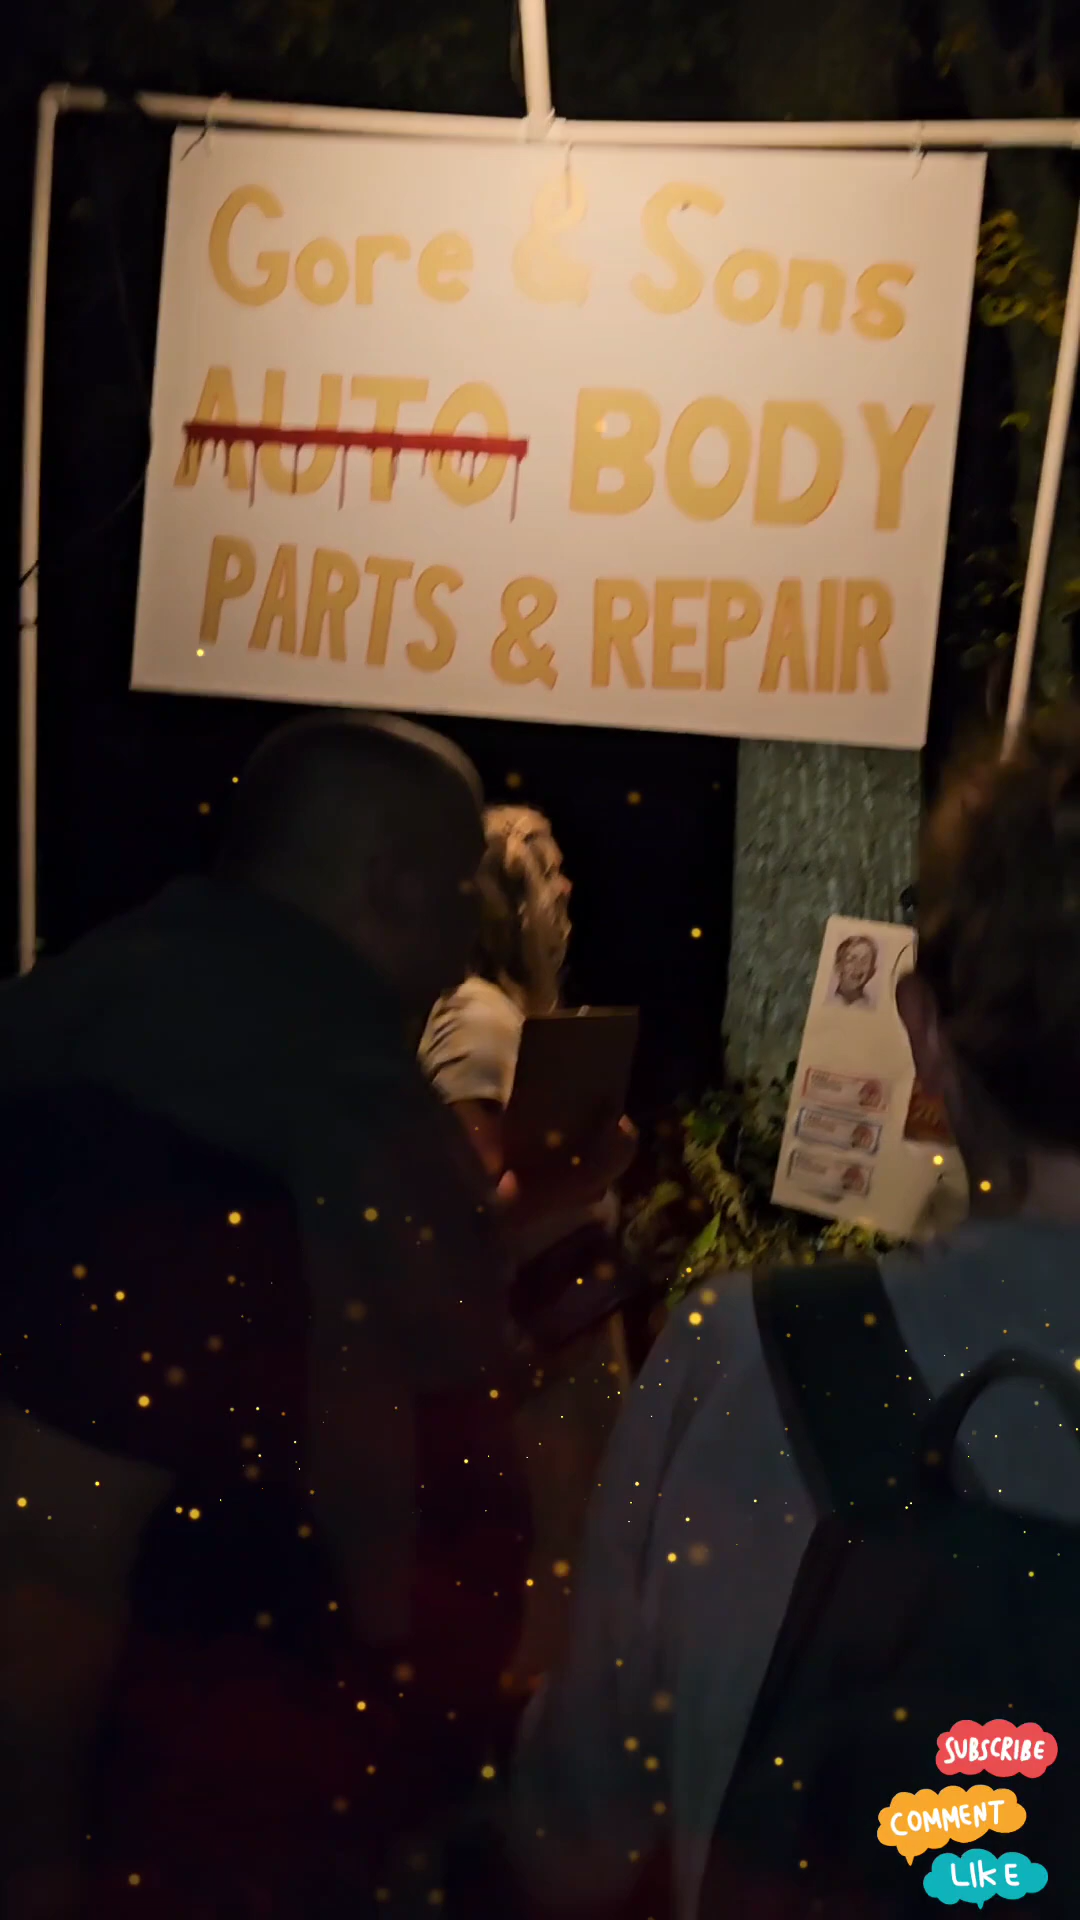 Gore & Sons
AUTO BODY
PARTS & REPAIR
SUBSCRIBE
COMMENT
LIKE